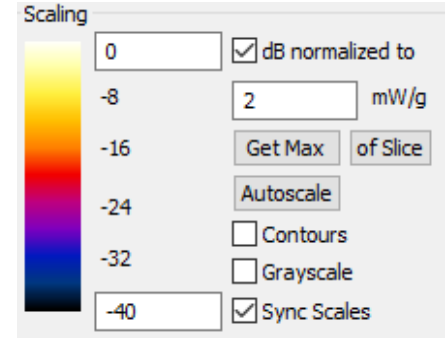 Scaling
0 dB normalized to
-8 2 mW/g
-16 Get Max of Slice
-24 Autoscale
Contours
-32 Grayscale
-40 Sync Scales